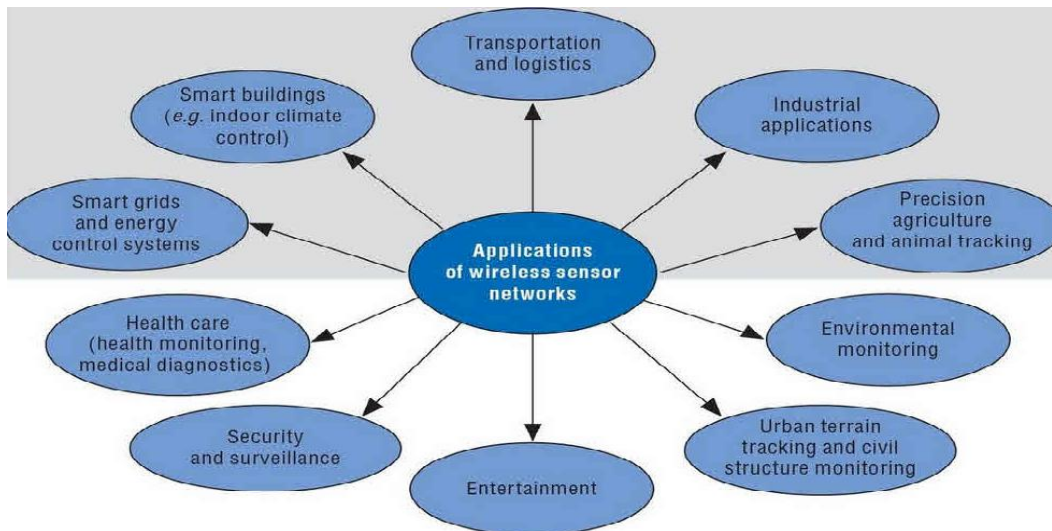 Transportation
and logistics
Smart buildings
(e.g. indoor climate
control)
Industrial
applications
Smart grids
and energy
control systems
Precision
agriculture
and animal tracking
Applications
of wireless sensor
networks
Health care
(health monitoring,
medical diagnostics)
Environmental
monitoring
Security
and surveillance
Urban terrain
tracking and civil
structure monitoring
Entertainment